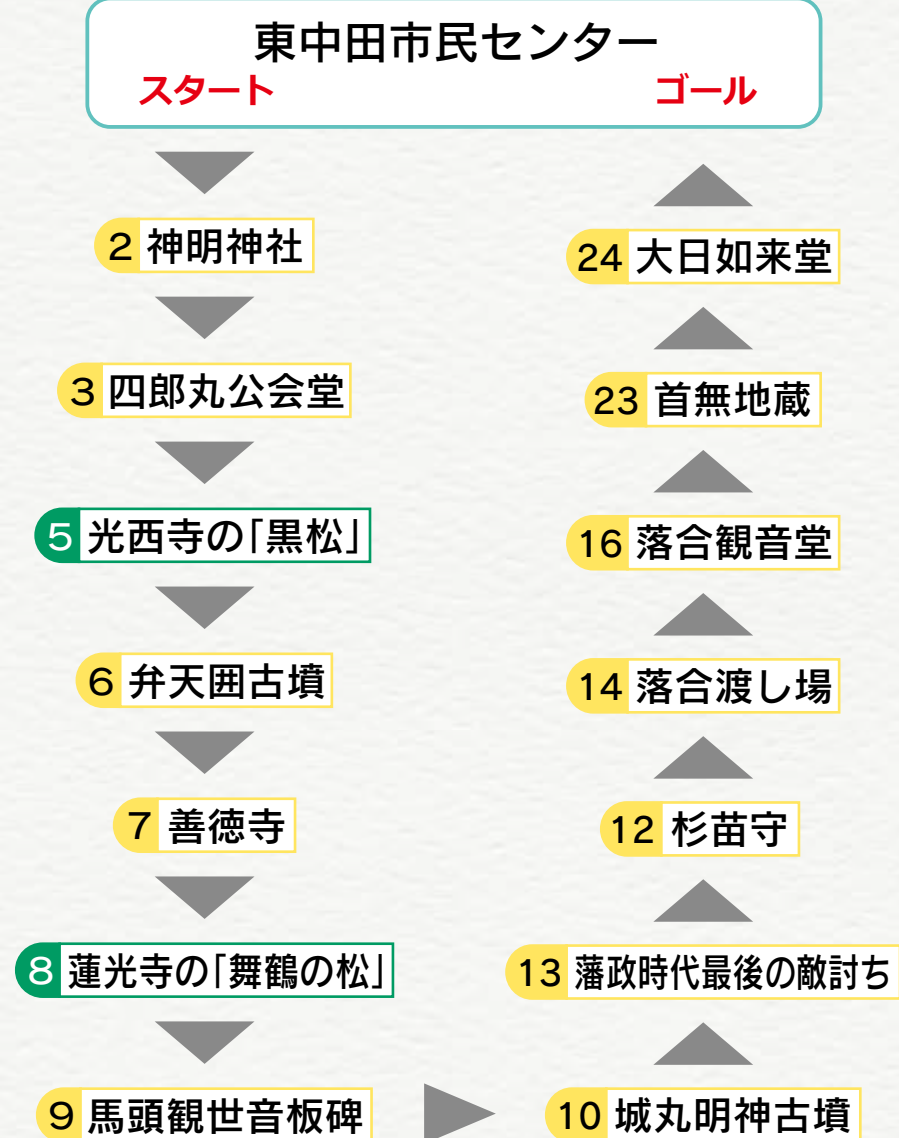 東中田市民センター
スタート
ゴール
2 神明神社
3 四郎丸公会堂
5 光西寺の「黒松」
6 弁天囲古墳
7 善徳寺
8 蓮光寺の「舞鶴の松」
9 馬頭観世音板碑
10 城丸明神古墳
13 藩政時代最後の敵討ち
12 杉苗守
14 落合渡し場
16 落合観音堂
23 首無地蔵
24 大日如来堂